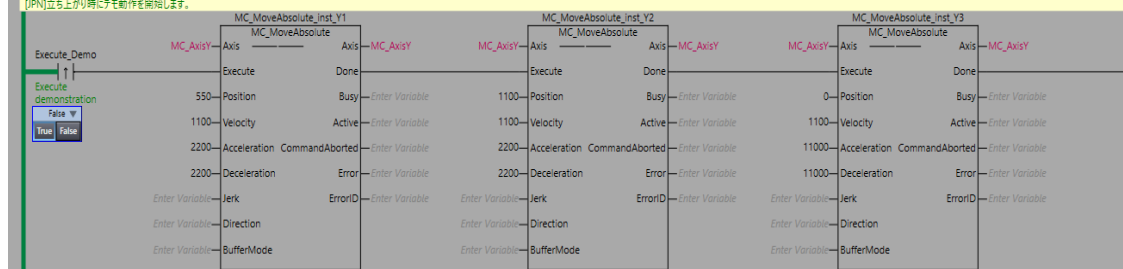 [JPN]立ち上がり時にデモ動作を開始します。
MC_MoveAbsolute_inst_Y1 MC_MoveAbsolute_inst_Y2 MC_MoveAbsolute_inst_Y3
MC_MoveAbsolute MC_MoveAbsolute MC_MoveAbsolute
Execute_Demo MC_AxisY Axis Axis MC_AxisY MC_AxisY Axis Axis MC_AxisY MC_AxisY Axis Axis MC_AxisY
Execute Done Execute Done Execute Done
Execute
demonstration
False
True False
550 Position Busy Enter Variable 1100 Position Busy Enter Variable 0 Position Busy Enter Variable
1100 Velocity Active Enter Variable 1100 Velocity Active Enter Variable 1100 Velocity Active Enter Variable
2200 Acceleration CommandAborted Enter Variable 2200 Acceleration CommandAborted Enter Variable 11000 Acceleration CommandAborted Enter Variable
2200 Deceleration Error Enter Variable 2200 Deceleration Error Enter Variable 11000 Deceleration Error Enter Variable
Enter Variable Jerk ErrorID Enter Variable Enter Variable Jerk ErrorID Enter Variable Enter Variable Jerk ErrorID Enter Variable
Enter Variable Direction Enter Variable Direction Enter Variable Direction
Enter Variable BufferMode Enter Variable BufferMode Enter Variable BufferMode